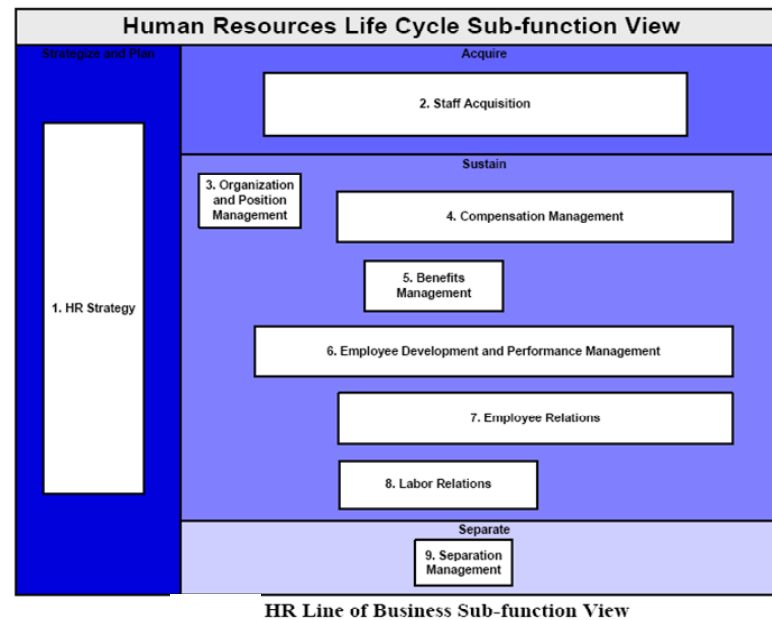 Human Resources Life Cycle Sub-function View
Strategize and Plan
Acquire
2. Staff Acquisition
Sustain
3. Organization
and Position
Management
4. Compensation Management
5. Benefits
Management
1. HR Strategy
6. Employee Development and Performance Management
7. Employee Relations
8. Labor Relations
Separate
9. Separation
Management
HR Line of Business Sub-function View